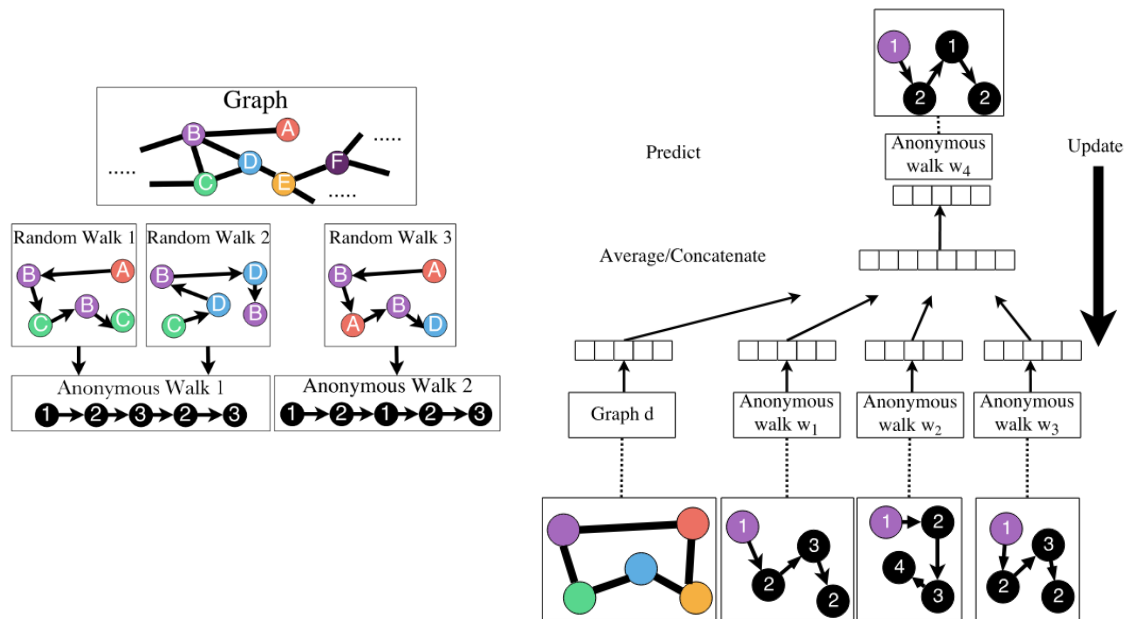 Graph
B
A
.....
D
F
.....
C
E
.....
Random Walk 1
B
A
B
C
C
Random Walk 2
B
D
D
B
C
Random Walk 3
B
A
B
A
D
Anonymous Walk 1
1 2 3 2 3
Anonymous Walk 2
1 2 1 2 3
1
1
2
2
Predict
Anonymous
walk w4
Update
Average/Concatenate
Graph d
Anonymous
walk w1
Anonymous
walk w2
Anonymous
walk w3
1
3
2
2
1
2
4
3
1
3
2
2